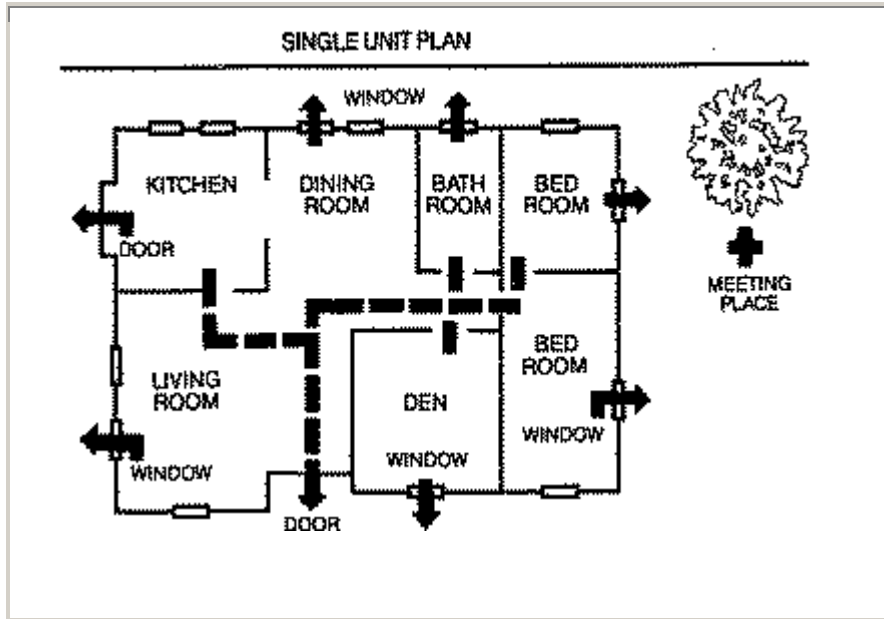 SINGLE UNIT PLAN
WINDOW
KITCHEN
DINING
ROOM
BATH
ROOM
BED
ROOM
DOOR
MEETING
PLACE
LIVING
ROOM
BED
ROOM
DEN
WINDOW
WINDOW
WINDOW
DOOR